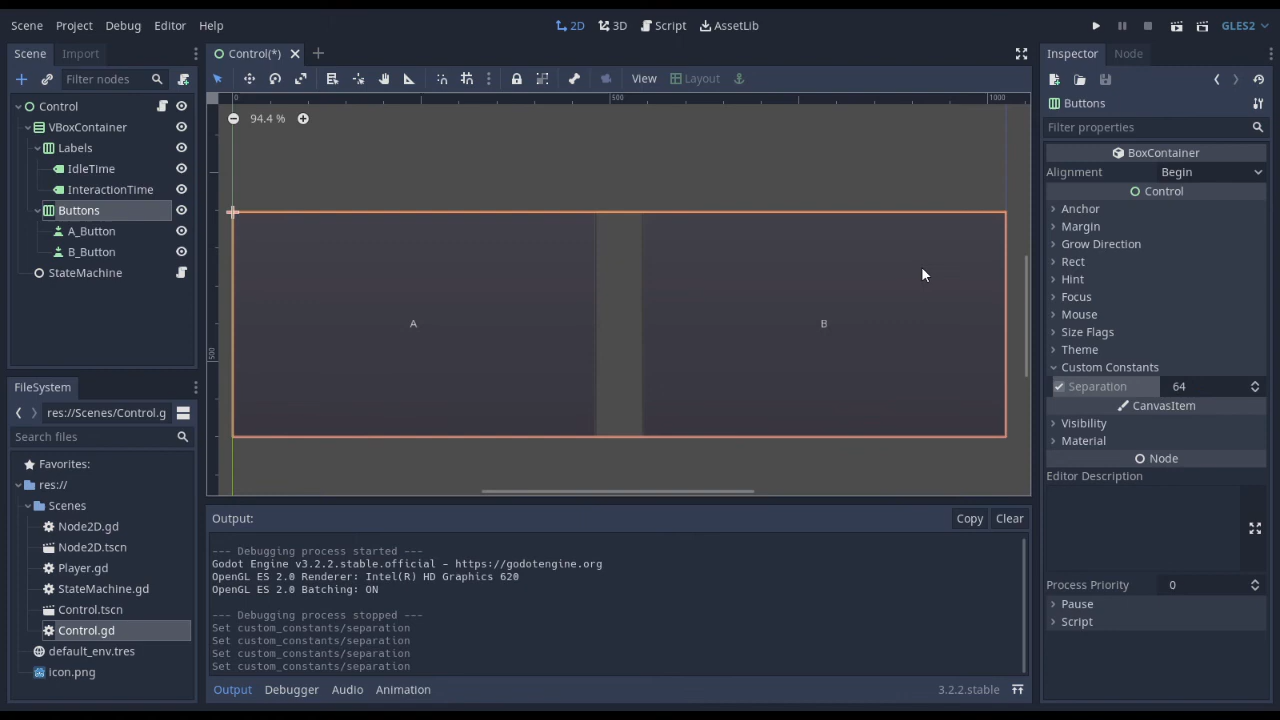 Scene Project Debug Editor Help
2D 3D Script AssetLib
GLES2
Scene Import
Filter nodes
Control
VBoxContainer
Labels
IdleTime
InteractionTime
Buttons
A_Button
B_Button
StateMachine
FileSystem
res://Scenes/Control.g
Search files
Favorites:
res://
Scenes
Node2D.gd
Node2D.tscn
Player.gd
StateMachine.gd
Control.tscn
Control.gd
default_env.tres
icon.png
Control(*)
View Layout
0 500 1000
94.4 %
500
A B
Output: Copy Clear
--- Debugging process started ---
Godot Engine v3.2.2.stable.official - https://godotengine.org
OpenGL ES 2.0 Renderer: Intel(R) HD Graphics 620
OpenGL ES 2.0 Batching: ON
--- Debugging process stopped ---
Set custom_constants/separation
Set custom_constants/separation
Set custom_constants/separation
Set custom_constants/separation
Output Debugger Audio Animation 3.2.2.stable
Inspector Node
Buttons
Filter properties
BoxContainer
Alignment Begin
Control
Anchor
Margin
Grow Direction
Rect
Hint
Focus
Mouse
Size Flags
Theme
Custom Constants
Separation 64
CanvasItem
Visibility
Material
Node
Editor Description
Process Priority 0
Pause
Script